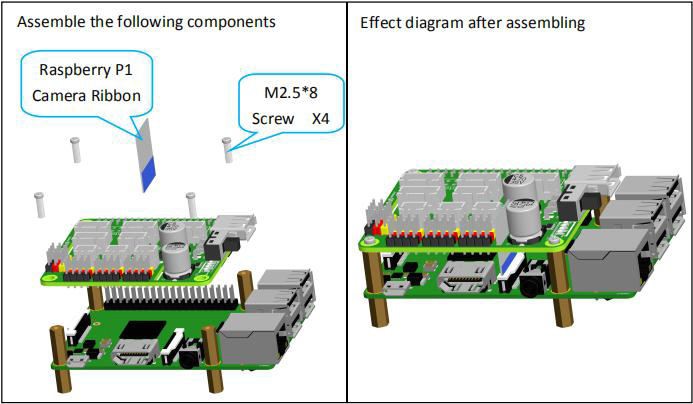 Assemble the following components
Effect diagram after assembling
Raspberry P1
Camera Ribbon
M2.5*8
Screw X4